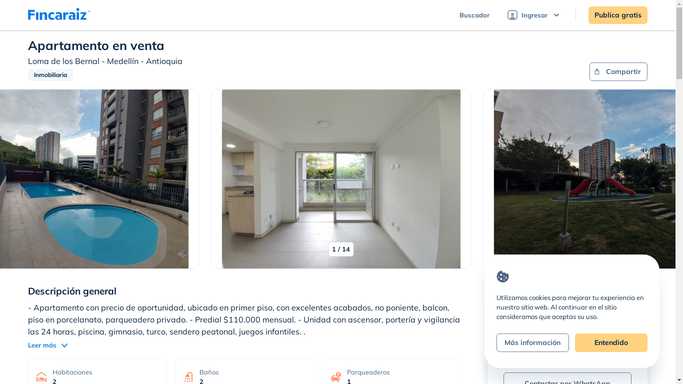 Fincaraiz
Buscador
Ingresar
Publica gratis
Apartamento en venta
Loma de los Bernal - Medellín - Antioquia
Inmobiliaria
Compartir
1 / 14
Descripción general
- Apartamento con precio de oportunidad, ubicado en primer piso, con excelentes acabados, no poniente, balcon,
piso en porcelanato, parqueadero privado. - Predial $110.000 mensual. - Unidad con ascensor, portería y vigilancia
las 24 horas, piscina, gimnasio, turco, sendero peatonal, juegos infantiles. .
Leer más
Habitaciones
2
Baños
2
Parqueaderos
1
Utilizamos cookies para mejorar tu experiencia en
nuestro sitio web. Al continuar en el sitio
consideramos que aceptas su uso.
Más información
Entendido
Contactar por WhatsApp